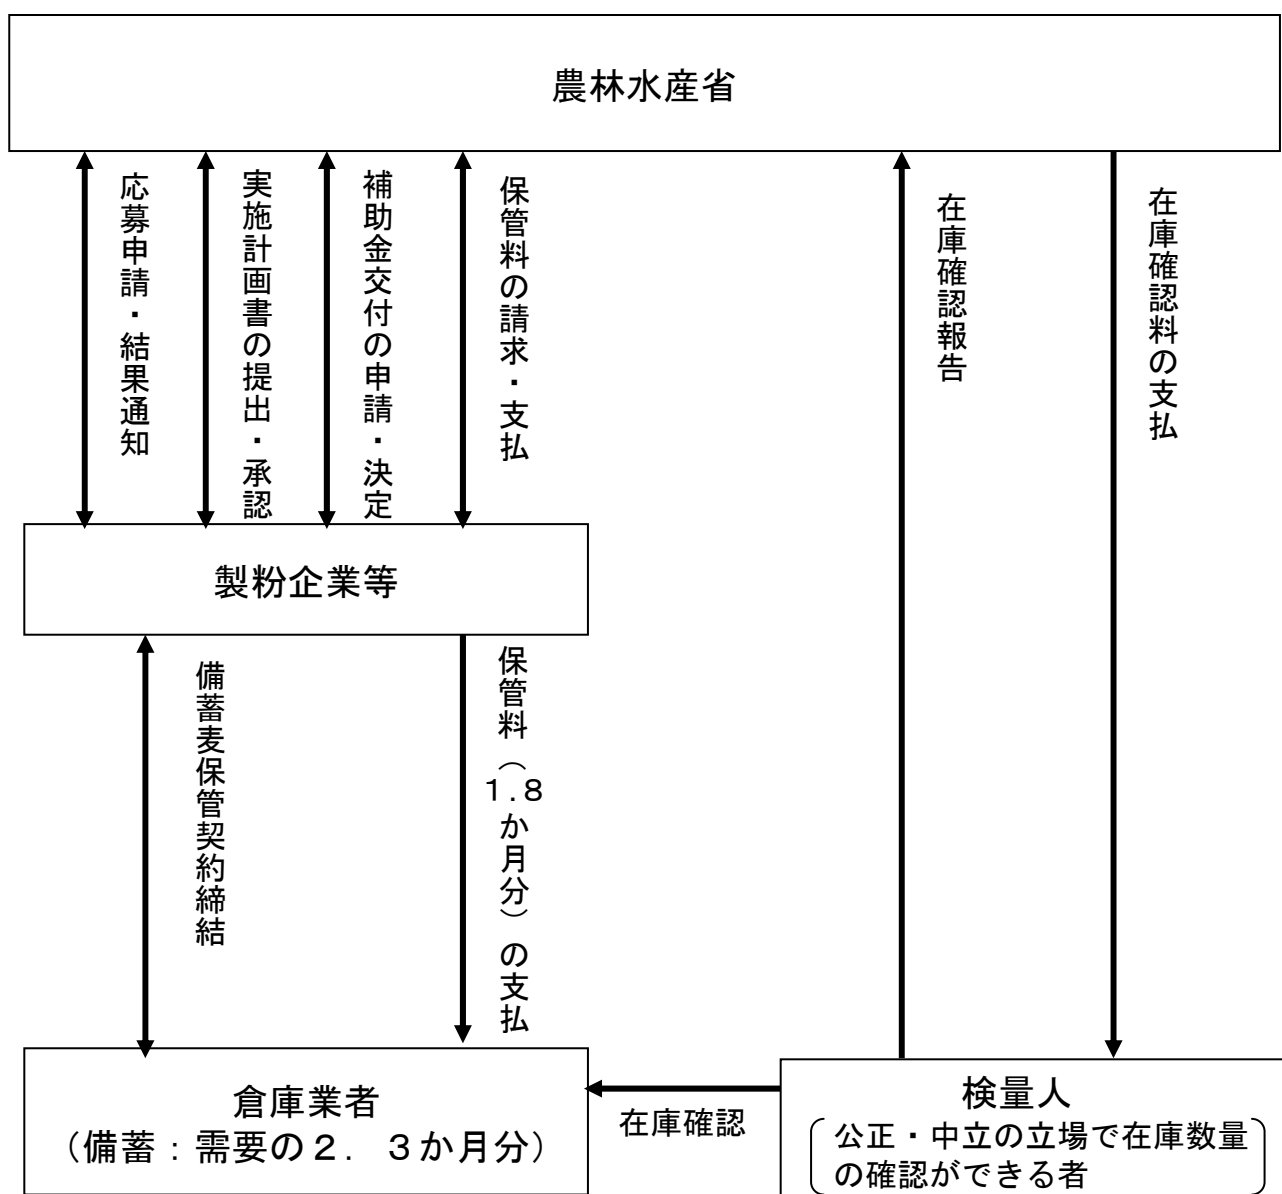 農林水産省
応募申請・結果通知
実施計画書の提出・承認
補助金交付の申請・決定
保管料の請求・支払
在庫確認報告
在庫確認料の支払
製粉企業等
備蓄麦保管契約締結
保管料（1.8か月分）の支払
倉庫業者
（備蓄：需要の２．３か月分）
在庫確認
検量人
公正・中立の立場で在庫数量
の確認ができる者